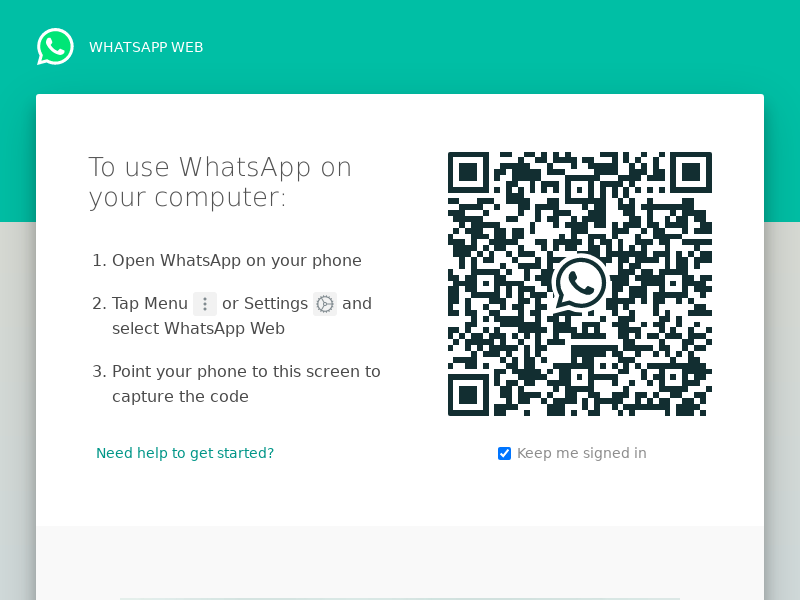 WHATSAPP WEB
To use WhatsApp on
your computer:
1. Open WhatsApp on your phone
2. Tap Menu or Settings and
select WhatsApp Web
3. Point your phone to this screen to
capture the code
Need help to get started?
Keep me signed in